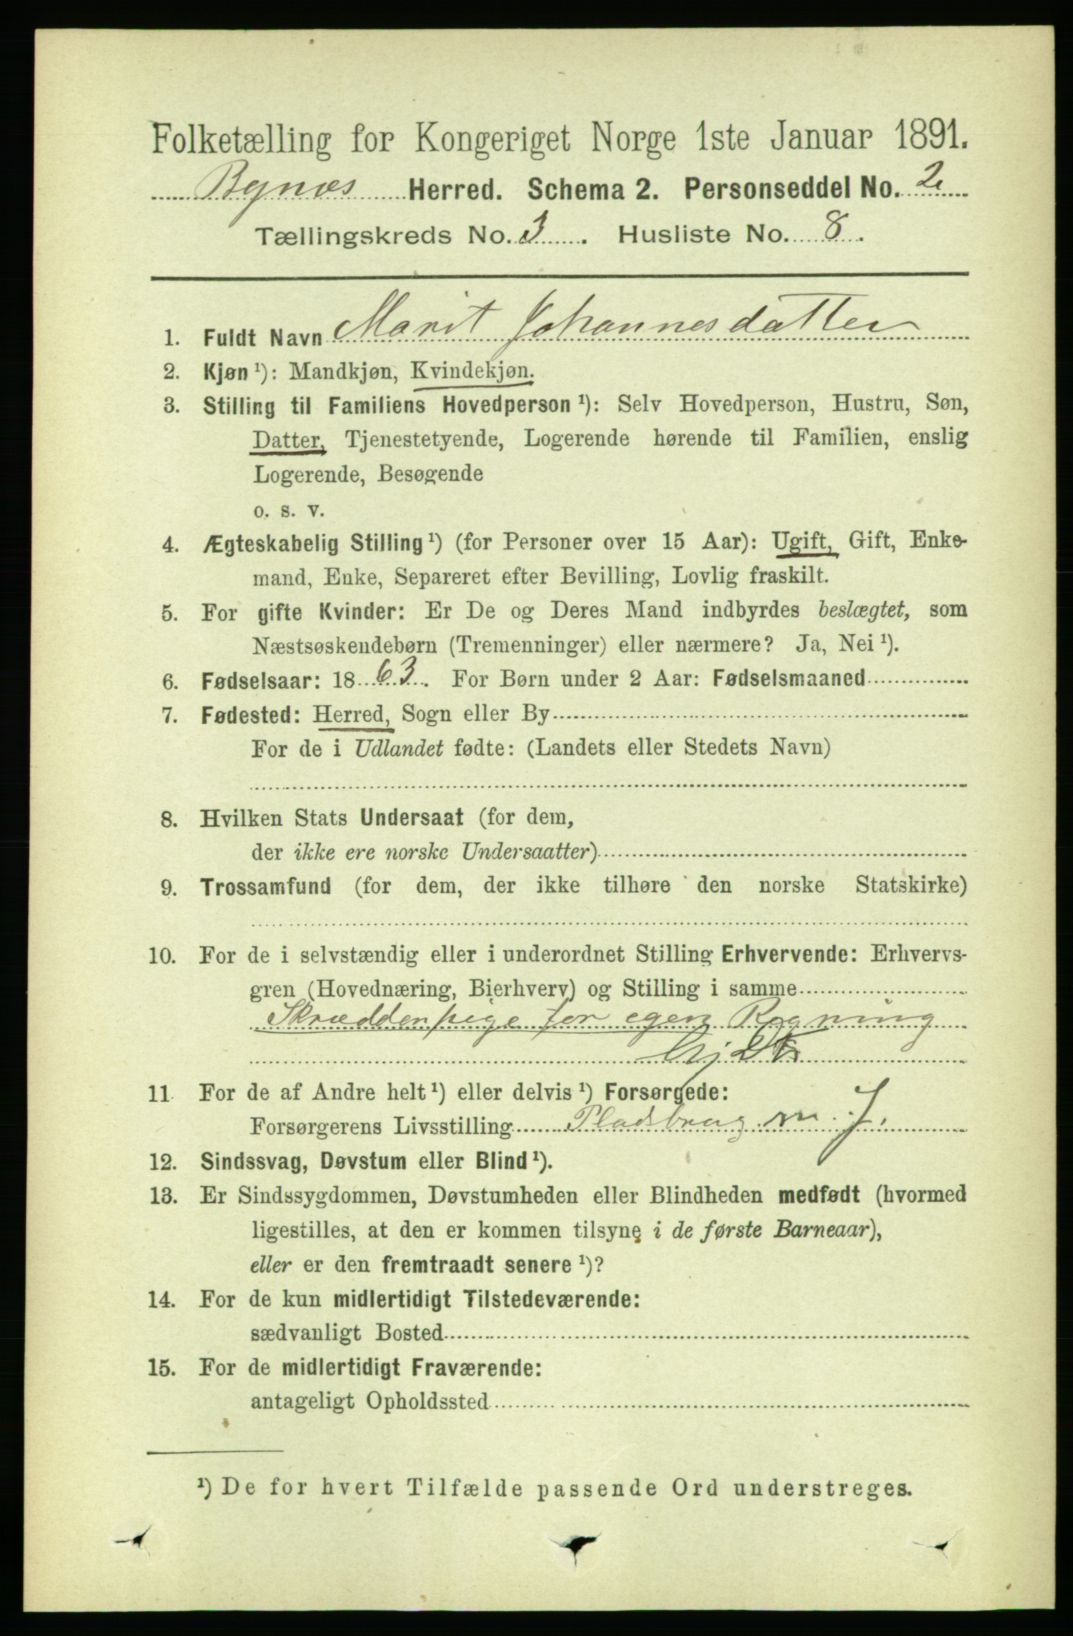 Folketælling for Kongeriget Norge 1ste Januar 1891.
Bynæs Herred. Schema 2. Personseddel No. 2
Tællingskreds No. 3. Husliste No. 8.
1. Fuldt Navn Marit Johannesdatter
2. Kjøn ¹): Mandkjøn, Kvindekjøn.
3. Stilling til Familiens Hovedperson ¹): Selv Hovedperson, Hustru, Søn,
Datter, Tjenestetyende, Logerende hørende til Familien, enslig
Logerende, Besøgende
o. s. v.
4. Ægteskabelig Stilling ¹) (for Personer over 15 Aar): Ugift, Gift, Enke-
mand, Enke, Separeret efter Bevilling, Lovlig fraskilt.
5. For gifte Kvinder: Er De og Deres Mand indbyrdes beslægtet, som
Næstsøskendebørn (Tremenninger) eller nærmere? Ja, Nei ¹).
6. Fødselsaar: 1863. For Børn under 2 Aar: Fødselsmaaned
7. Fødested: Herred, Sogn eller By
For de i Udlandet fødte: (Landets eller Stedets Navn)
8. Hvilken Stats Undersaat (for dem,
der ikke ere norske Undersaatter)
9. Trossamfund (for dem, der ikke tilhøre den norske Statskirke)
10. For de i selvstændig eller i underordnet Stilling Erhvervende: Erhvervs-
gren (Hovednæring, Bierhverv) og Stilling i samme
Skrædderpige for egen Regning
11 For de af Andre helt ¹) eller delvis ¹) Forsørgede:
Forsørgerens Livsstilling Pladsbrug m. J.
12. Sindssvag, Døvstum eller Blind ¹).
13. Er Sindssygdommen, Døvstumheden eller Blindheden medfødt (hvormed
ligestilles, at den er kommen tilsyne i de første Barneaar),
eller er den fremtraadt senere ¹)?
14. For de kun midlertidigt Tilstedeværende:
sædvanligt Bosted
15. For de midlertidigt Fraværende:
antageligt Opholdssted
¹) De for hvert Tilfælde passende Ord understreges.